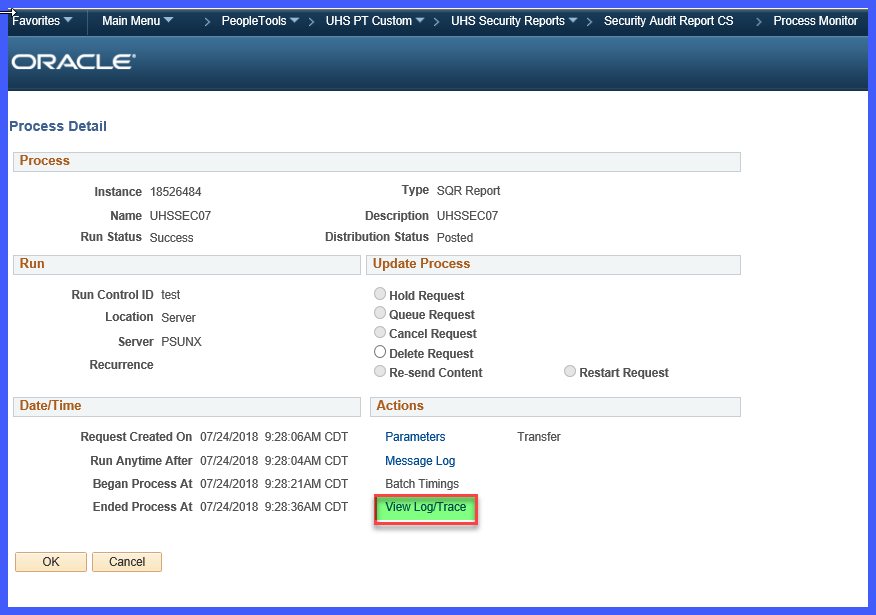 Favorites Main Menu > PeopleTools > UHS PT Custom > UHS Security Reports > Security Audit Report CS > Process Monitor
ORACLE®
Process Detail
Process
Instance 18526484 Type SQR Report
Name UHSSEC07 Description UHSSEC07
Run Status Success Distribution Status Posted
Run Update Process
Run Control ID test Hold Request
Location Server Queue Request
Server PSUNX Cancel Request
Recurrence Delete Request
Re-send Content Restart Request
Date/Time Actions
Request Created On 07/24/2018 9:28:06AM CDT Parameters Transfer
Run Anytime After 07/24/2018 9:28:04AM CDT Message Log
Began Process At 07/24/2018 9:28:21AM CDT Batch Timings
Ended Process At 07/24/2018 9:28:36AM CDT View Log/Trace
OK Cancel